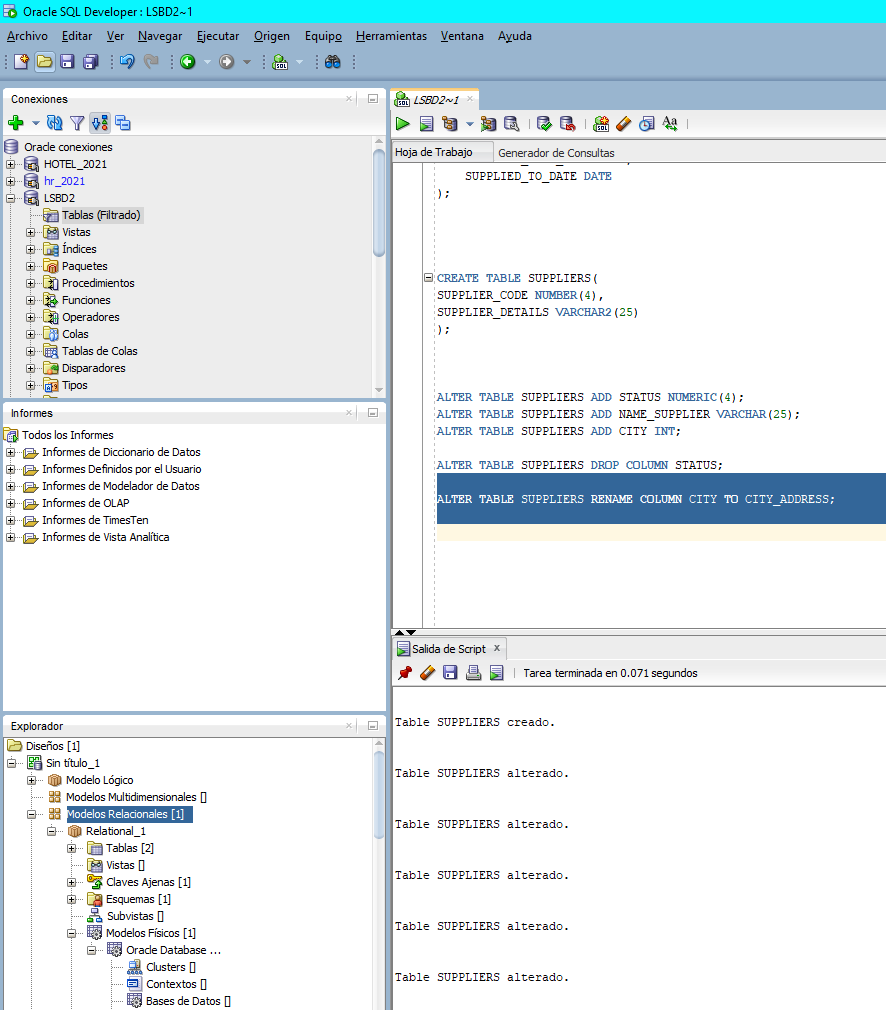 Oracle SQL Developer : LSBD2~1
Archivo Editar Ver Navegar Ejecutar Origen Equipo Herramientas Ventana Ayuda
Conexiones
Oracle conexiones
HOTEL_2021
hr_2021
LSBD2
Tablas (Filtrado)
Vistas
Índices
Paquetes
Procedimientos
Funciones
Operadores
Colas
Tablas de Colas
Disparadores
Tipos
Informes
Todos los Informes
Informes de Diccionario de Datos
Informes Definidos por el Usuario
Informes de Modelador de Datos
Informes de OLAP
Informes de TimesTen
Informes de Vista Analítica
Explorador
Diseños [1]
Sin título_1
Modelo Lógico
Modelos Multidimensionales []
Modelos Relacionales [1]
Relational_1
Tablas [2]
Vistas []
Claves Ajenas [1]
Esquemas [1]
Subvistas []
Modelos Físicos [1]
Oracle Database ...
Clusters []
Contextos []
Bases de Datos []
LSBD2~1
Hoja de Trabajo Generador de Consultas
SUPPLIED_TO_DATE DATE
);
CREATE TABLE SUPPLIERS(
SUPPLIER_CODE NUMBER(4),
SUPPLIER_DETAILS VARCHAR2(25)
);
ALTER TABLE SUPPLIERS ADD STATUS NUMERIC(4);
ALTER TABLE SUPPLIERS ADD NAME_SUPPLIER VARCHAR(25);
ALTER TABLE SUPPLIERS ADD CITY INT;
ALTER TABLE SUPPLIERS DROP COLUMN STATUS;
ALTER TABLE SUPPLIERS RENAME COLUMN CITY TO CITY_ADDRESS;
Salida de Script
Tarea terminada en 0.071 segundos
Table SUPPLIERS creado.
Table SUPPLIERS alterado.
Table SUPPLIERS alterado.
Table SUPPLIERS alterado.
Table SUPPLIERS alterado.
Table SUPPLIERS alterado.